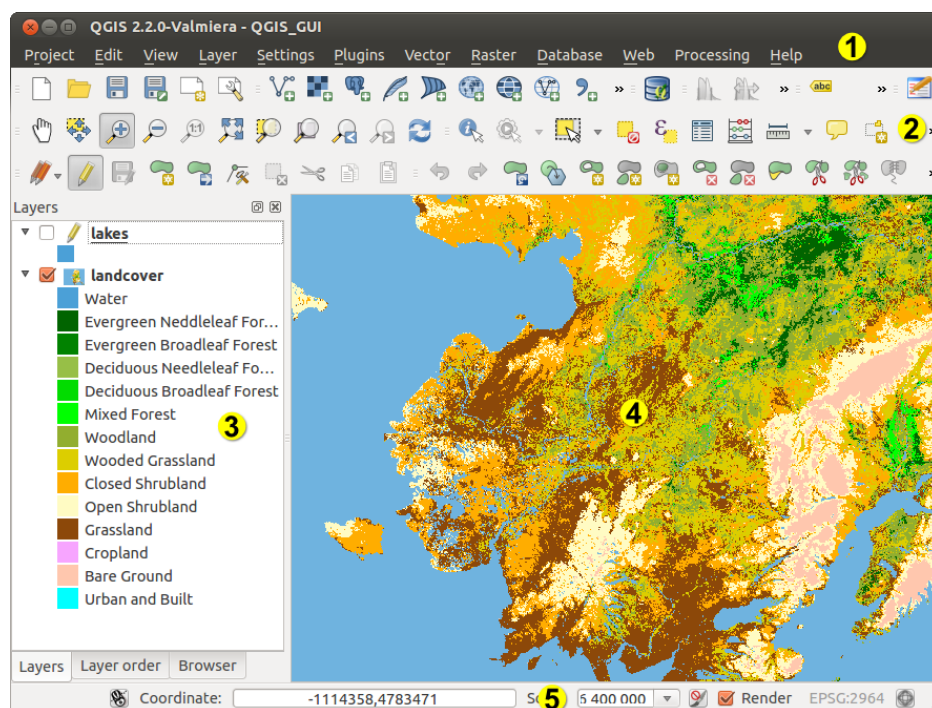 QGIS 2.2.0-Valmiera - QGIS_GUI
Project Edit View Layer Settings Plugins Vector Raster Database Web Processing Help 1
abc
1:1 2
Layers
lakes
landcover
Water
Evergreen Neddleleaf For...
Evergreen Broadleaf Forest
Deciduous Needleleaf Fo...
Deciduous Broadleaf Forest
Mixed Forest
3
4
Woodland
Wooded Grassland
Closed Shrubland
Open Shrubland
Grassland
Cropland
Bare Ground
Urban and Built
Layers Layer order Browser
Coordinate: -1114358,4783471 5 5 400 000 Render EPSG:2964